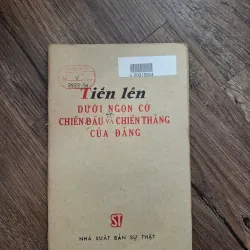 Tiến lên
DƯỚI NGỌN CỜ
CHIẾN ĐẤU VÀ CHIẾN THẮNG
CỦA ĐẢNG
ST
NHÀ XUẤT BẢN SỰ THẬT